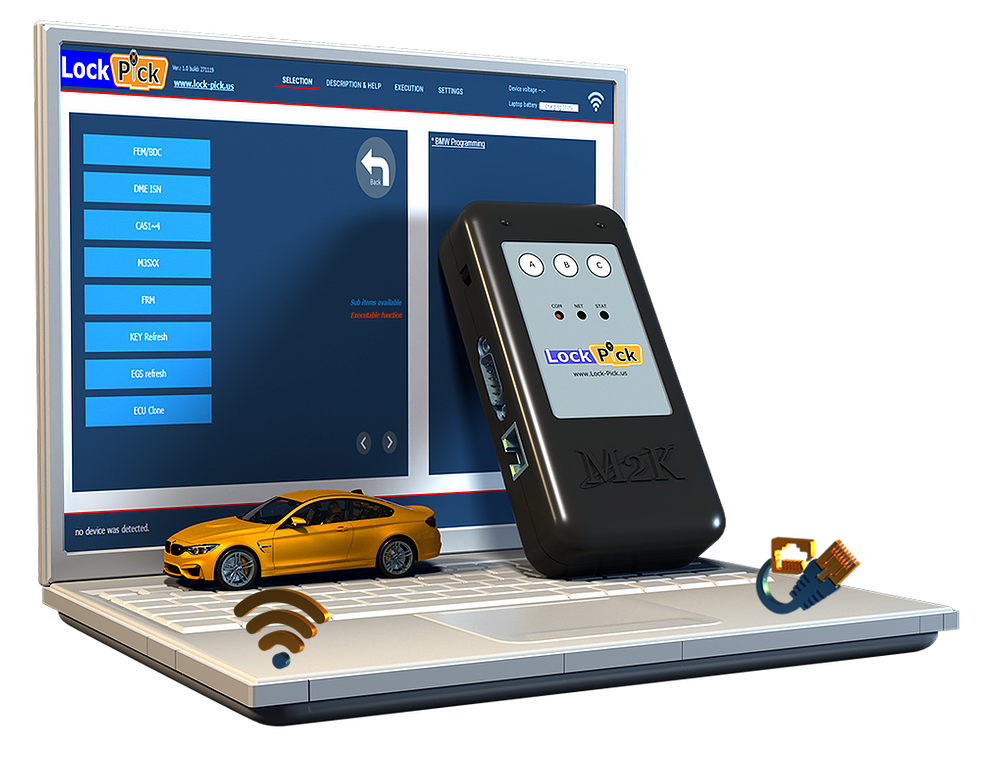 Lock Pick
Ver.: 1.0 build: 271119
www.lock-pick.us
SELECTION
DESCRIPTION & HELP
EXECUTION
SETTINGS
Device voltage --.--
Laptop battery
FEM/BDC
DME ISN
CAS1~4
M3SXX
FRM
KEY Refresh
EGS refresh
ECU Clone
Back
Sub items available
Executable function
* BMW Programming
no device was detected.
A B C
COM NET STAT
Lock Pick
www.Lock-Pick.us
M2K